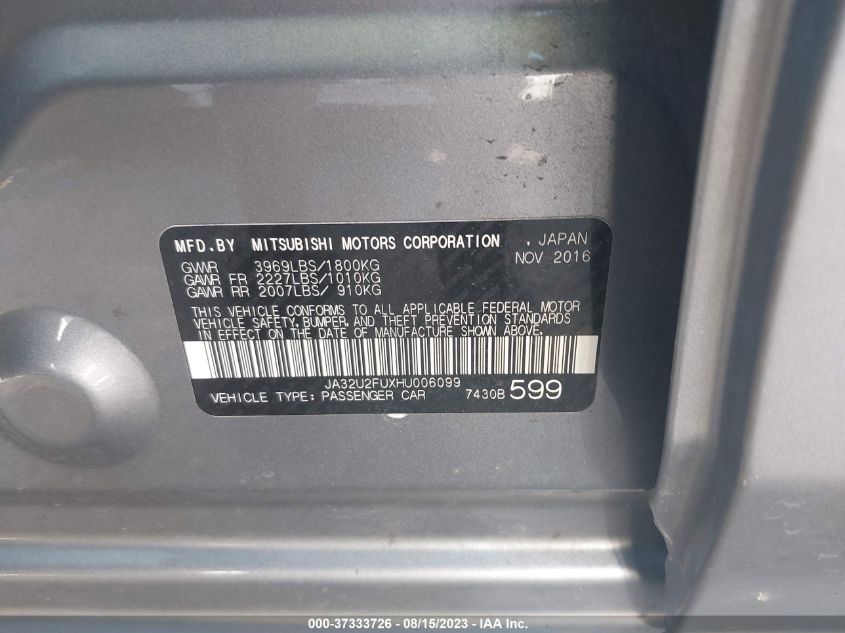 MFD.BY MITSUBISHI MOTORS CORPORATION , JAPAN
NOV 2016
GVWR 3969LBS/1800KG
GAWR FR 2227LBS/1010KG
GAWR RR 2007LBS/ 910KG
THIS VEHICLE CONFORMS TO ALL APPLICABLE FEDERAL MOTOR
VEHICLE SAFETY, BUMPER, AND THEFT PREVENTION STANDARDS
IN EFFECT ON THE DATE OF MANUFACTURE SHOWN ABOVE.
JA32U2FUXHU006099
VEHICLE TYPE: PASSENGER CAR 7430B 599
000-37333726 - 08/15/2023 - IAA Inc.